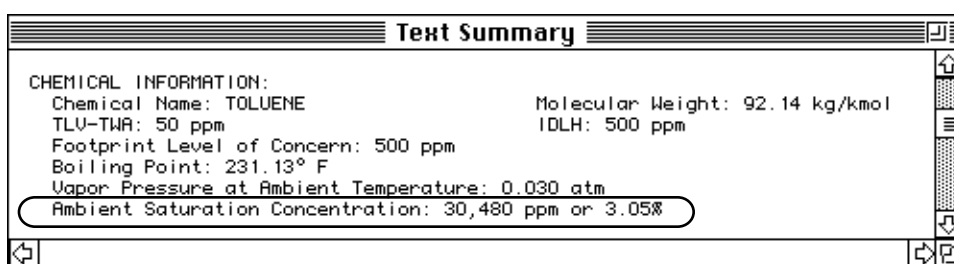 Text Summary
CHEMICAL INFORMATION:
Chemical Name: TOLUENE Molecular Weight: 92.14 kg/kmol
TLV-TWA: 50 ppm IDLH: 500 ppm
Footprint Level of Concern: 500 ppm
Boiling Point: 231.13° F
Vapor Pressure at Ambient Temperature: 0.030 atm
Ambient Saturation Concentration: 30,480 ppm or 3.05%